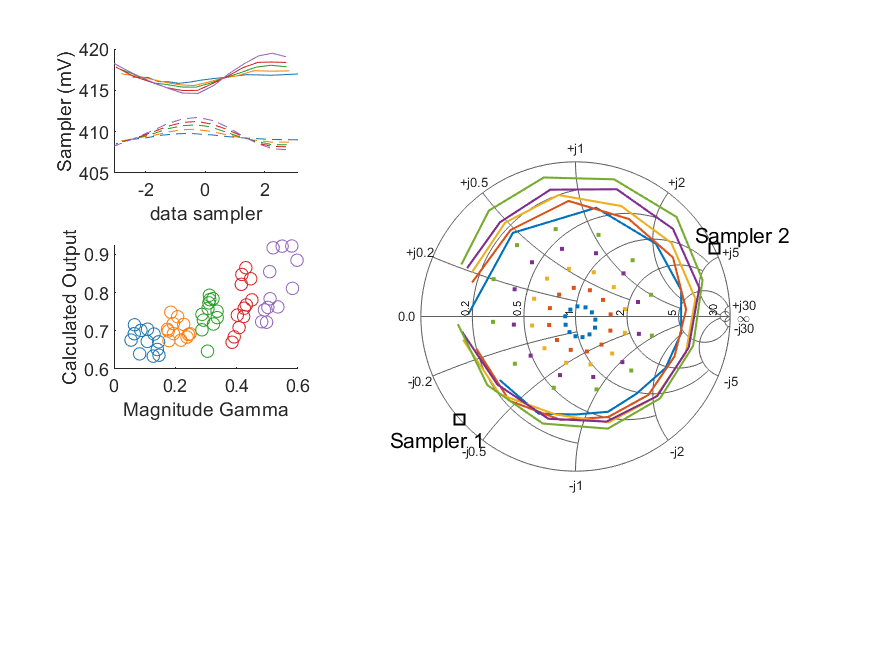 420
415
410
405
Sampler (mV)
-2
0
2
data sampler
0.9
0.8
0.7
0.6
Calculated Output
0
0.2
0.4
0.6
Magnitude Gamma
+j1
+j0.5
+j2
Sampler 2
+j0.2
+j5
0.0
0.2
0.5
1
2
5
30
+j30
∞
-j30
-j0.2
-j5
Sampler 1
-j0.5
-j2
-j1